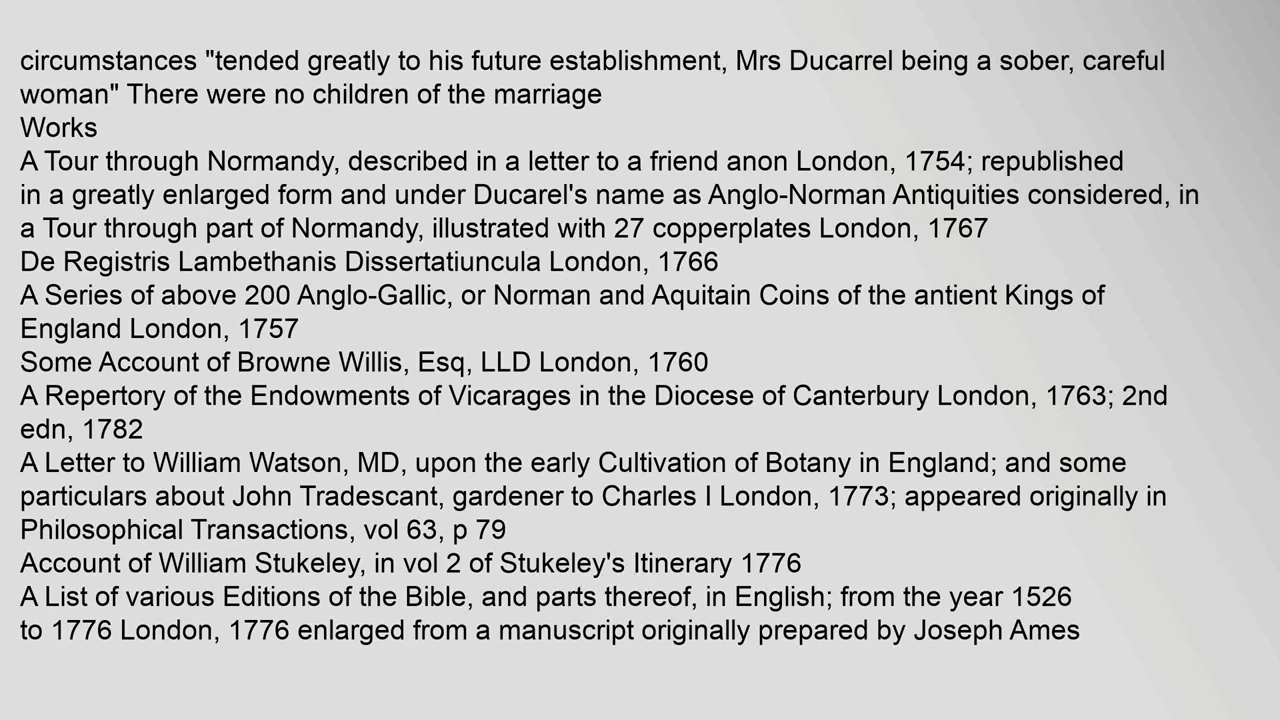 circumstances "tended greatly to his future establishment, Mrs Ducarrel being a sober, careful
woman" There were no children of the marriage
Works
A Tour through Normandy, described in a letter to a friend anon London, 1754; republished
in a greatly enlarged form and under Ducarel's name as Anglo-Norman Antiquities considered, in
a Tour through part of Normandy, illustrated with 27 copperplates London, 1767
De Registris Lambethanis Dissertatiuncula London, 1766
A Series of above 200 Anglo-Gallic, or Norman and Aquitain Coins of the antient Kings of
England London, 1757
Some Account of Browne Willis, Esq, LLD London, 1760
A Repertory of the Endowments of Vicarages in the Diocese of Canterbury London, 1763; 2nd
edn, 1782
A Letter to William Watson, MD, upon the early Cultivation of Botany in England; and some
particulars about John Tradescant, gardener to Charles I London, 1773; appeared originally in
Philosophical Transactions, vol 63, p 79
Account of William Stukeley, in vol 2 of Stukeley's Itinerary 1776
A List of various Editions of the Bible, and parts thereof, in English; from the year 1526
to 1776 London, 1776 enlarged from a manuscript originally prepared by Joseph Ames